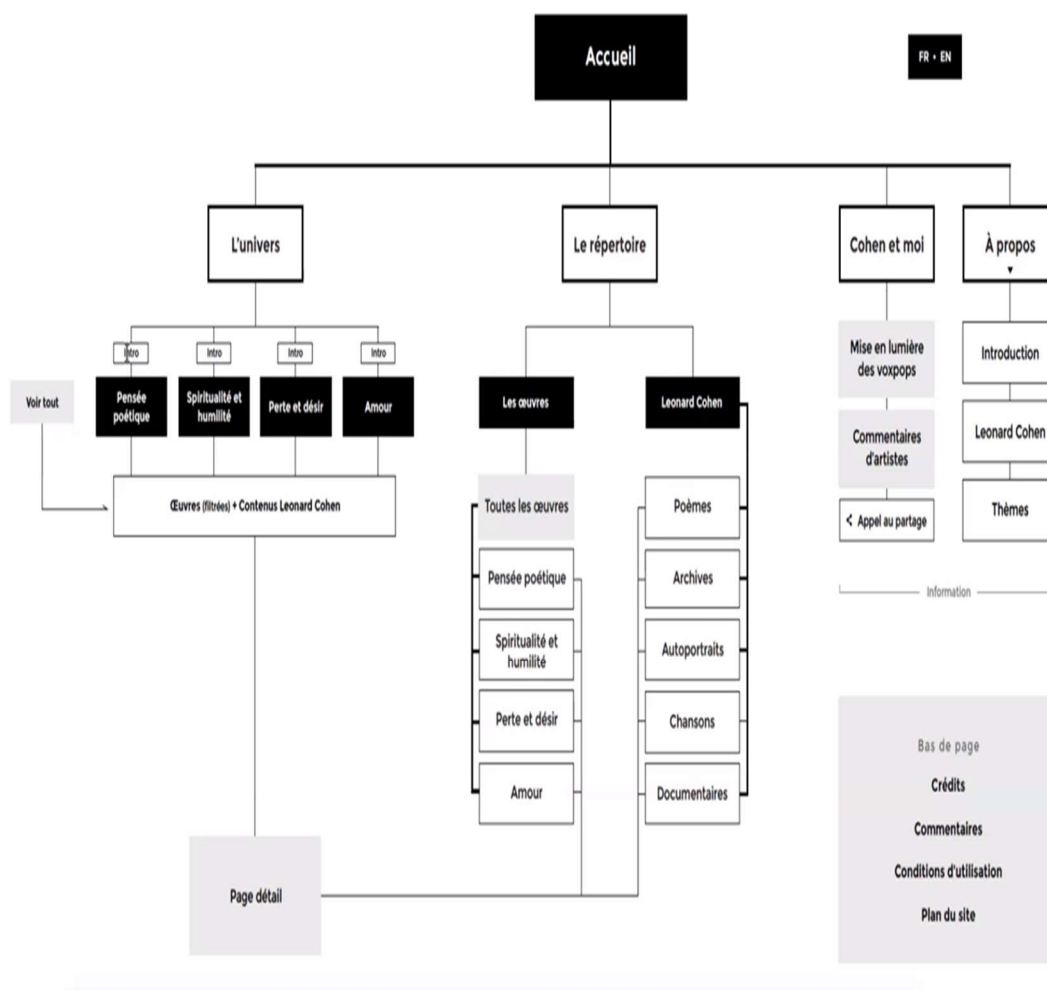 Accueil
FR • EN
L'univers
Le répertoire
Cohen et moi
À propos
Intro
Intro
Intro
Intro
Voir tout
Pensée
poétique
Spiritualité et
humilité
Perte et désir
Amour
Œuvres (filtrées) + Contenus Leonard Cohen
Page détail
Les œuvres
Leonard Cohen
Toutes les œuvres
Pensée poétique
Spiritualité et
humilité
Perte et désir
Amour
Poèmes
Archives
Autoportraits
Chansons
Documentaires
Mise en lumière
des voxpops
Commentaires
d'artistes
Appel au partage
Introduction
Leonard Cohen
Thèmes
Information
Bas de page
Crédits
Commentaires
Conditions d'utilisation
Plan du site